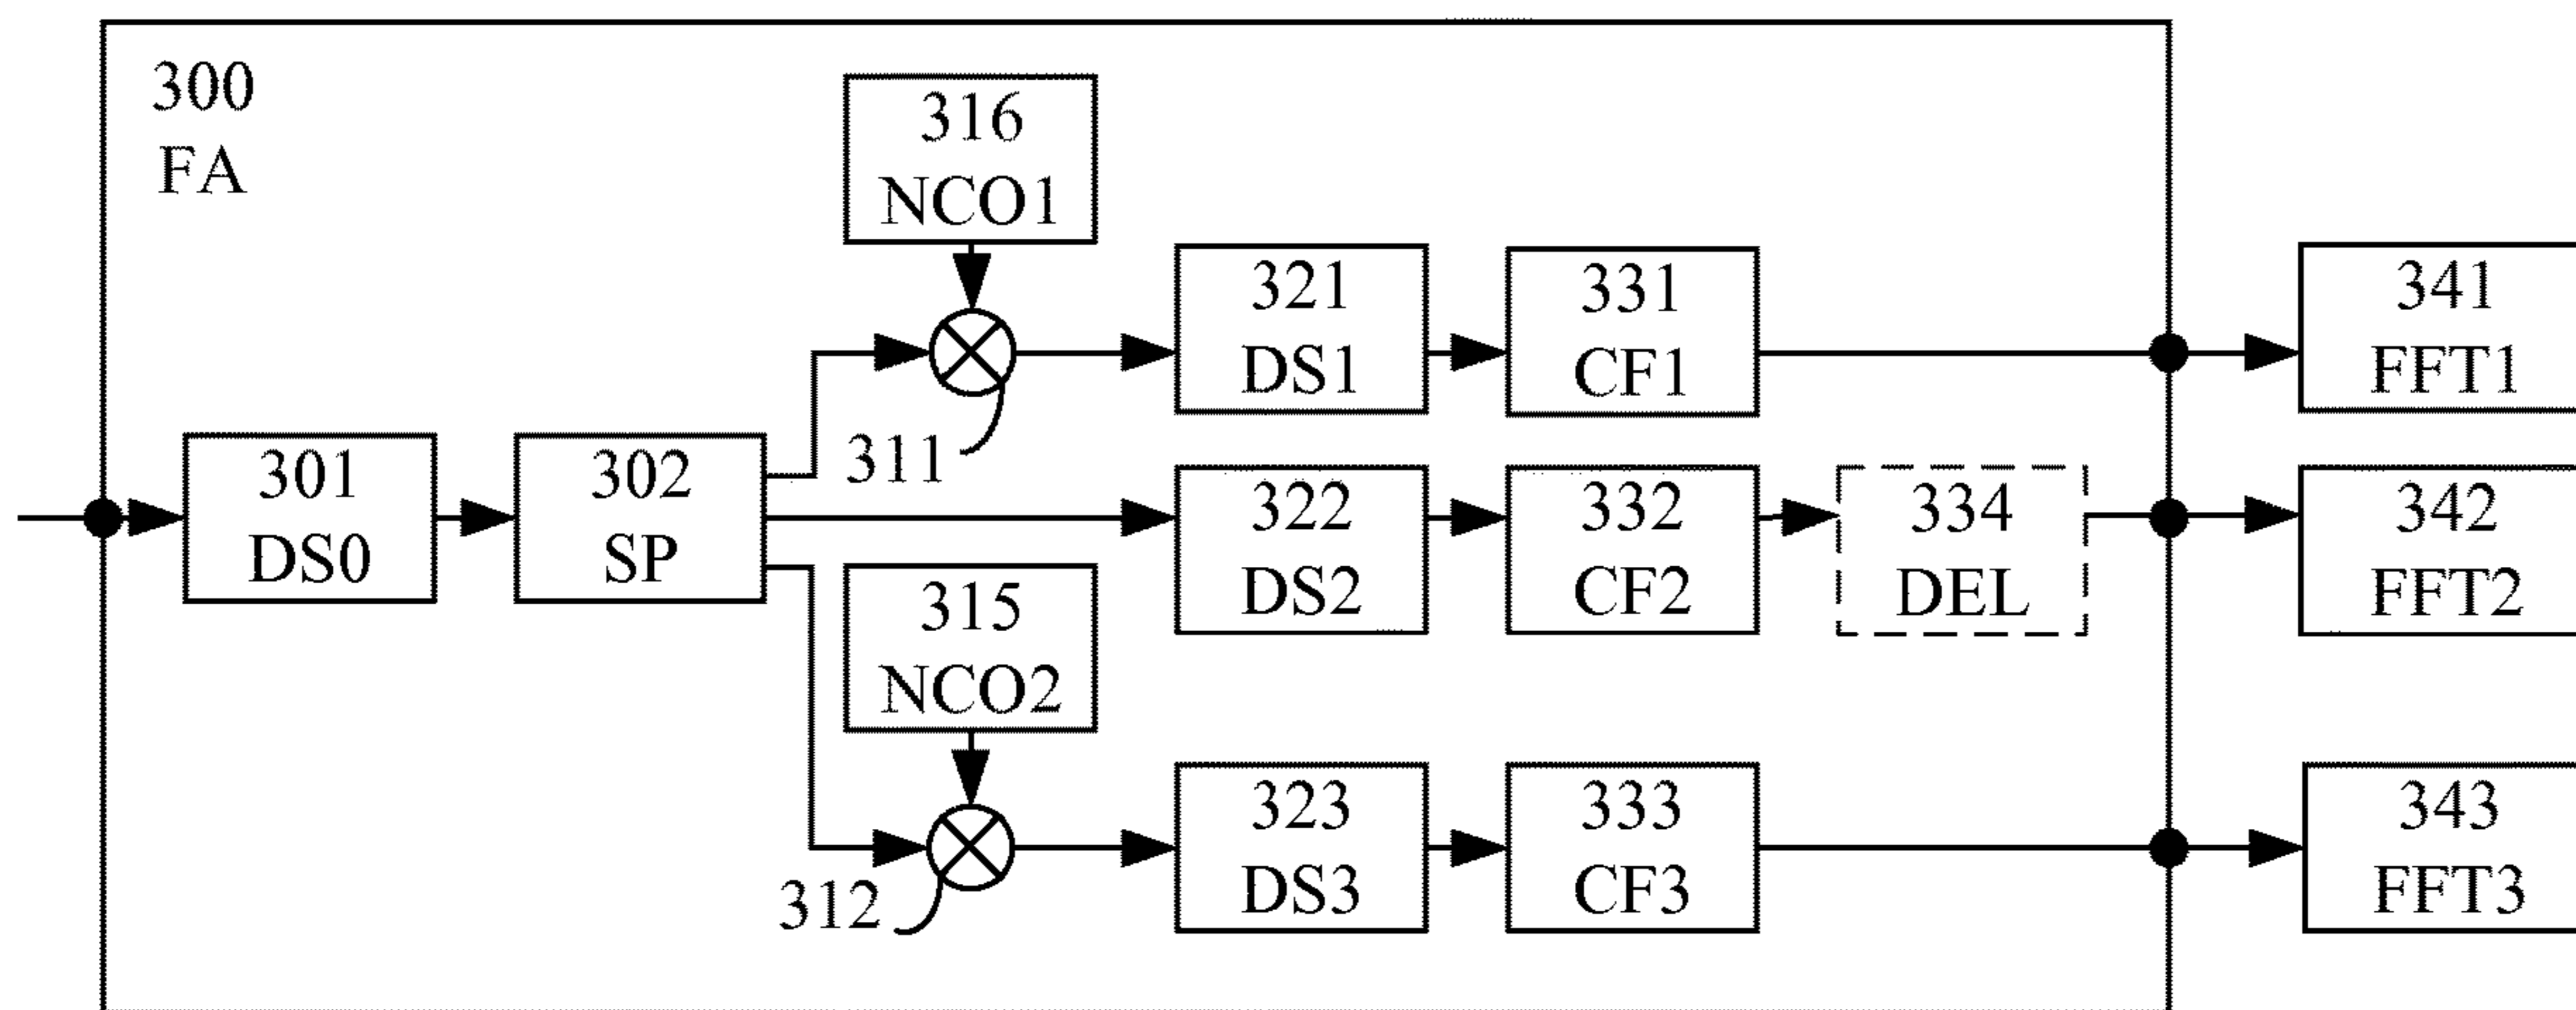 300
FA
316
NCO1
311
301
DS0
302
SP
315
NCO2
312
321
DS1
331
CF1
322
DS2
332
CF2
334
DEL
323
DS3
333
CF3
341
FFT1
342
FFT2
343
FFT3